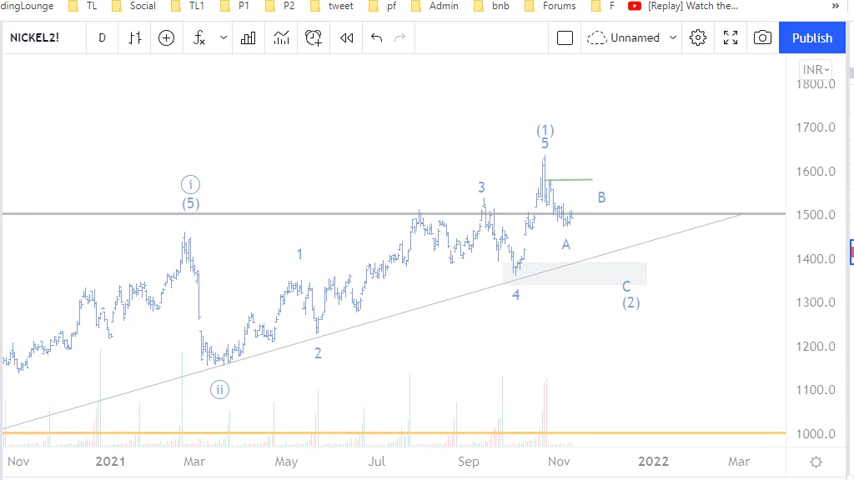 dingLounge TL Social TL1 P1 P2 tweet pf Admin bnb Forums F [Replay] Watch the... »
NICKEL2! D fx Unnamed Publish
INR
1800.0
1700.0
1600.0
1500.0
1400.0
1300.0
1200.0
1100.0
1000.0
(1)
5
i
(5)
3
B
A
1
4
C
(2)
2
ii
Nov 2021 Mar May Jul Sep Nov 2022 Mar